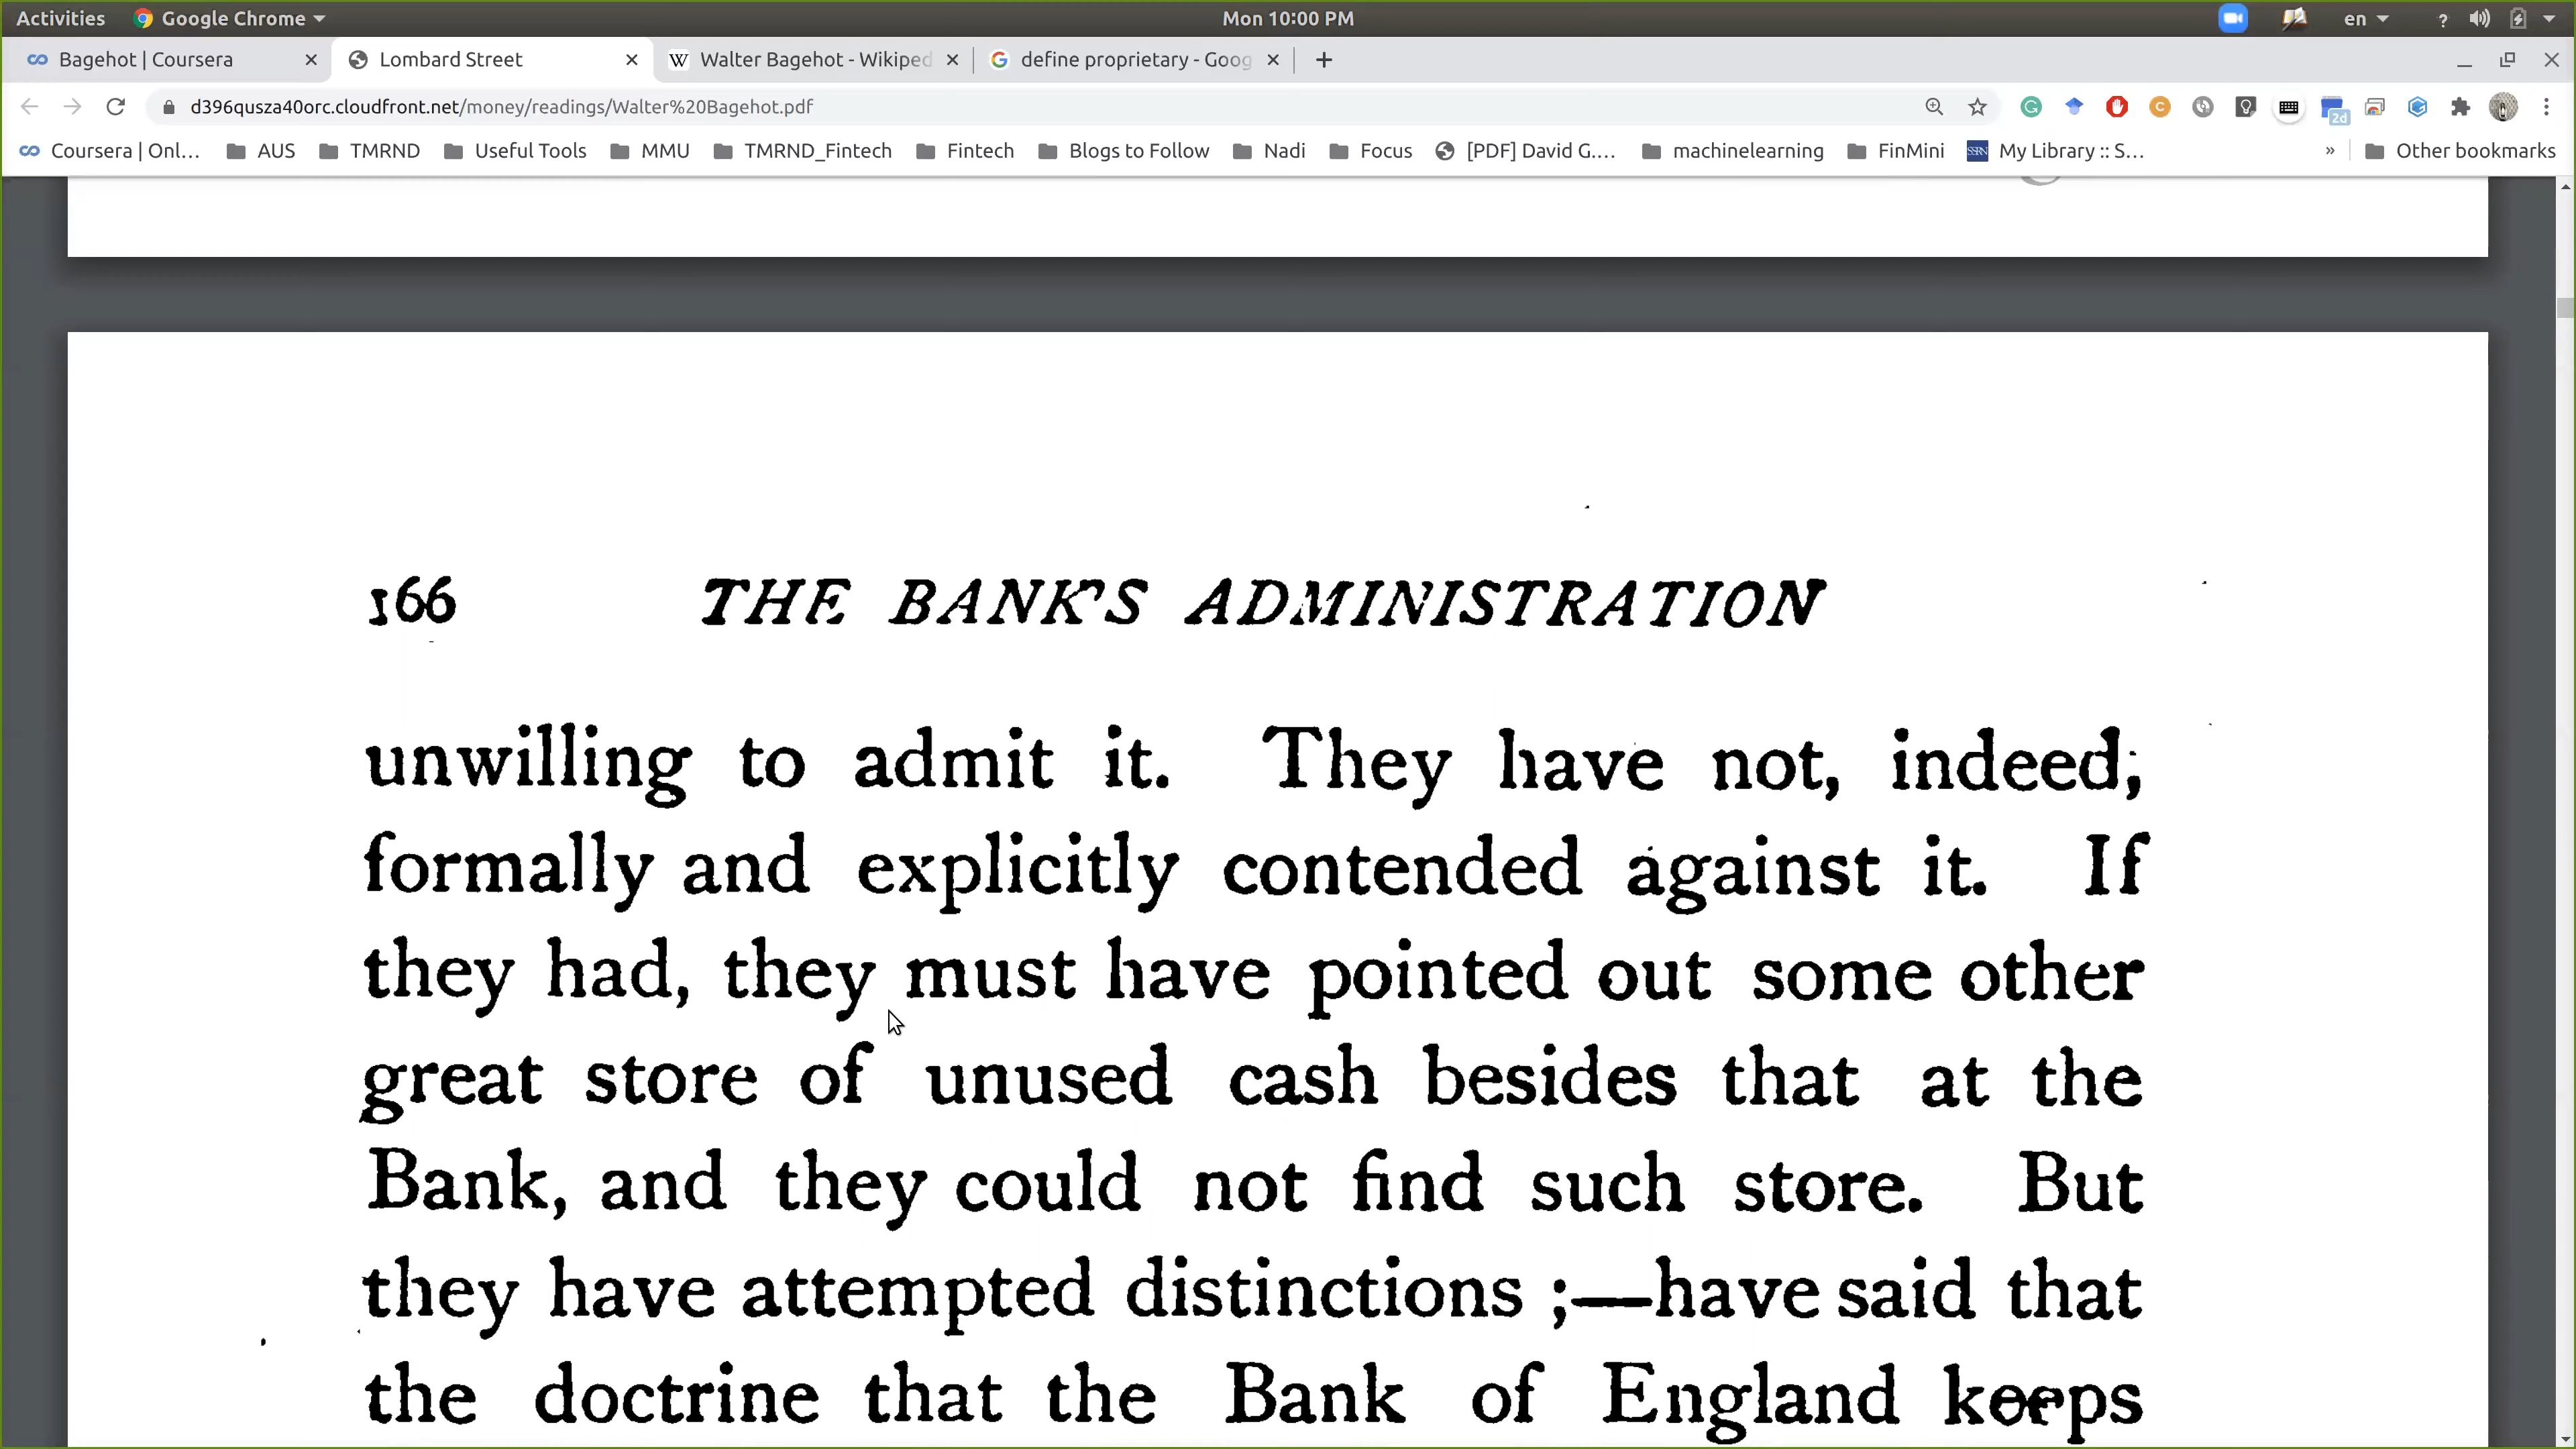 Activities Google Chrome Mon 10:00 PM en ?
Bagehot | Coursera Lombard Street W Walter Bagehot - Wikiped define proprietary - Goog
d396qusza40orc.cloudfront.net/money/readings/Walter%20Bagehot.pdf 2d
Coursera | Onl... AUS TMRND Useful Tools MMU TMRND_Fintech Fintech Blogs to Follow Nadi Focus [PDF] David G.... machinelearning FinMini SSRN My Library :: S... » Other bookmarks
166 THE BANK'S ADMINISTRATION
unwilling to admit it. They have not, indeed,
formally and explicitly contended against it. If
they had, they must have pointed out some other
great store of unused cash besides that at the
Bank, and they could not find such store. But
they have attempted distinctions ;—have said that
the doctrine that the Bank of England keeps